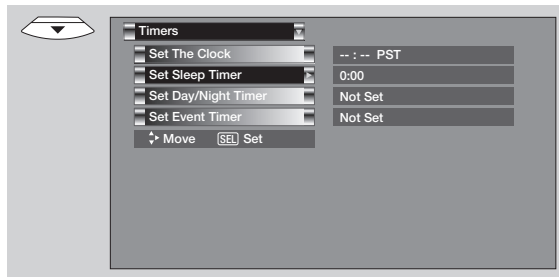 Timers
Set The Clock -- : -- PST
Set Sleep Timer 0:00
Set Day/Night Timer Not Set
Set Event Timer Not Set
Move SEL Set